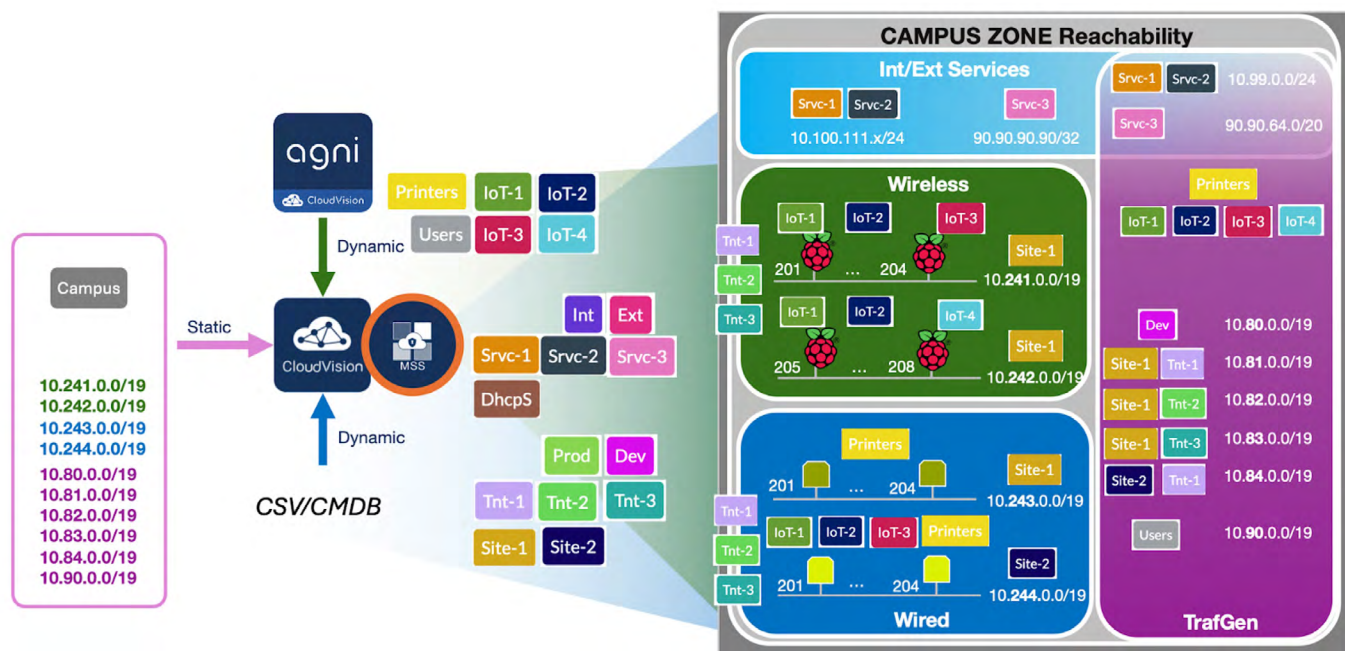 CAMPUS ZONE Reachability
Int/Ext Services
Srvc-1 Srvc-2
10.100.111.x/24
Srvc-3
90.90.90.90/32
Srvc-1 Srvc-2 10.99.0.0/24
Srvc-3 90.90.64.0/20
agni
CloudVision
Dynamic
Printers IoT-1 IoT-2
Users IoT-3 IoT-4
Campus
10.241.0.0/19
10.242.0.0/19
10.243.0.0/19
10.244.0.0/19
10.80.0.0/19
10.81.0.0/19
10.82.0.0/19
10.83.0.0/19
10.84.0.0/19
10.90.0.0/19
Static
CloudVision
MSS
Dynamic
CSV/CMDB
Int Ext
Srvc-1 Srvc-2 Srvc-3
DhcpS
Prod Dev
Tnt-1 Tnt-2 Tnt-3
Site-1 Site-2
Wireless
Tnt-1
Tnt-2
Tnt-3
IoT-1 IoT-2 IoT-3
Site-1
201 ... 204
10.241.0.0/19
IoT-1 IoT-2 IoT-4
Site-1
205 ... 208
10.242.0.0/19
Printers
Site-1
201 ... 204
10.243.0.0/19
Tnt-1
Tnt-2
Tnt-3
IoT-1 IoT-2 IoT-3 Printers
Site-2
201 ... 204
10.244.0.0/19
Wired
Printers
IoT-1 IoT-2 IoT-3 IoT-4
Dev 10.80.0.0/19
Site-1 Tnt-1 10.81.0.0/19
Site-1 Tnt-2 10.82.0.0/19
Site-1 Tnt-3 10.83.0.0/19
Site-2 Tnt-1 10.84.0.0/19
Users 10.90.0.0/19
TrafGen